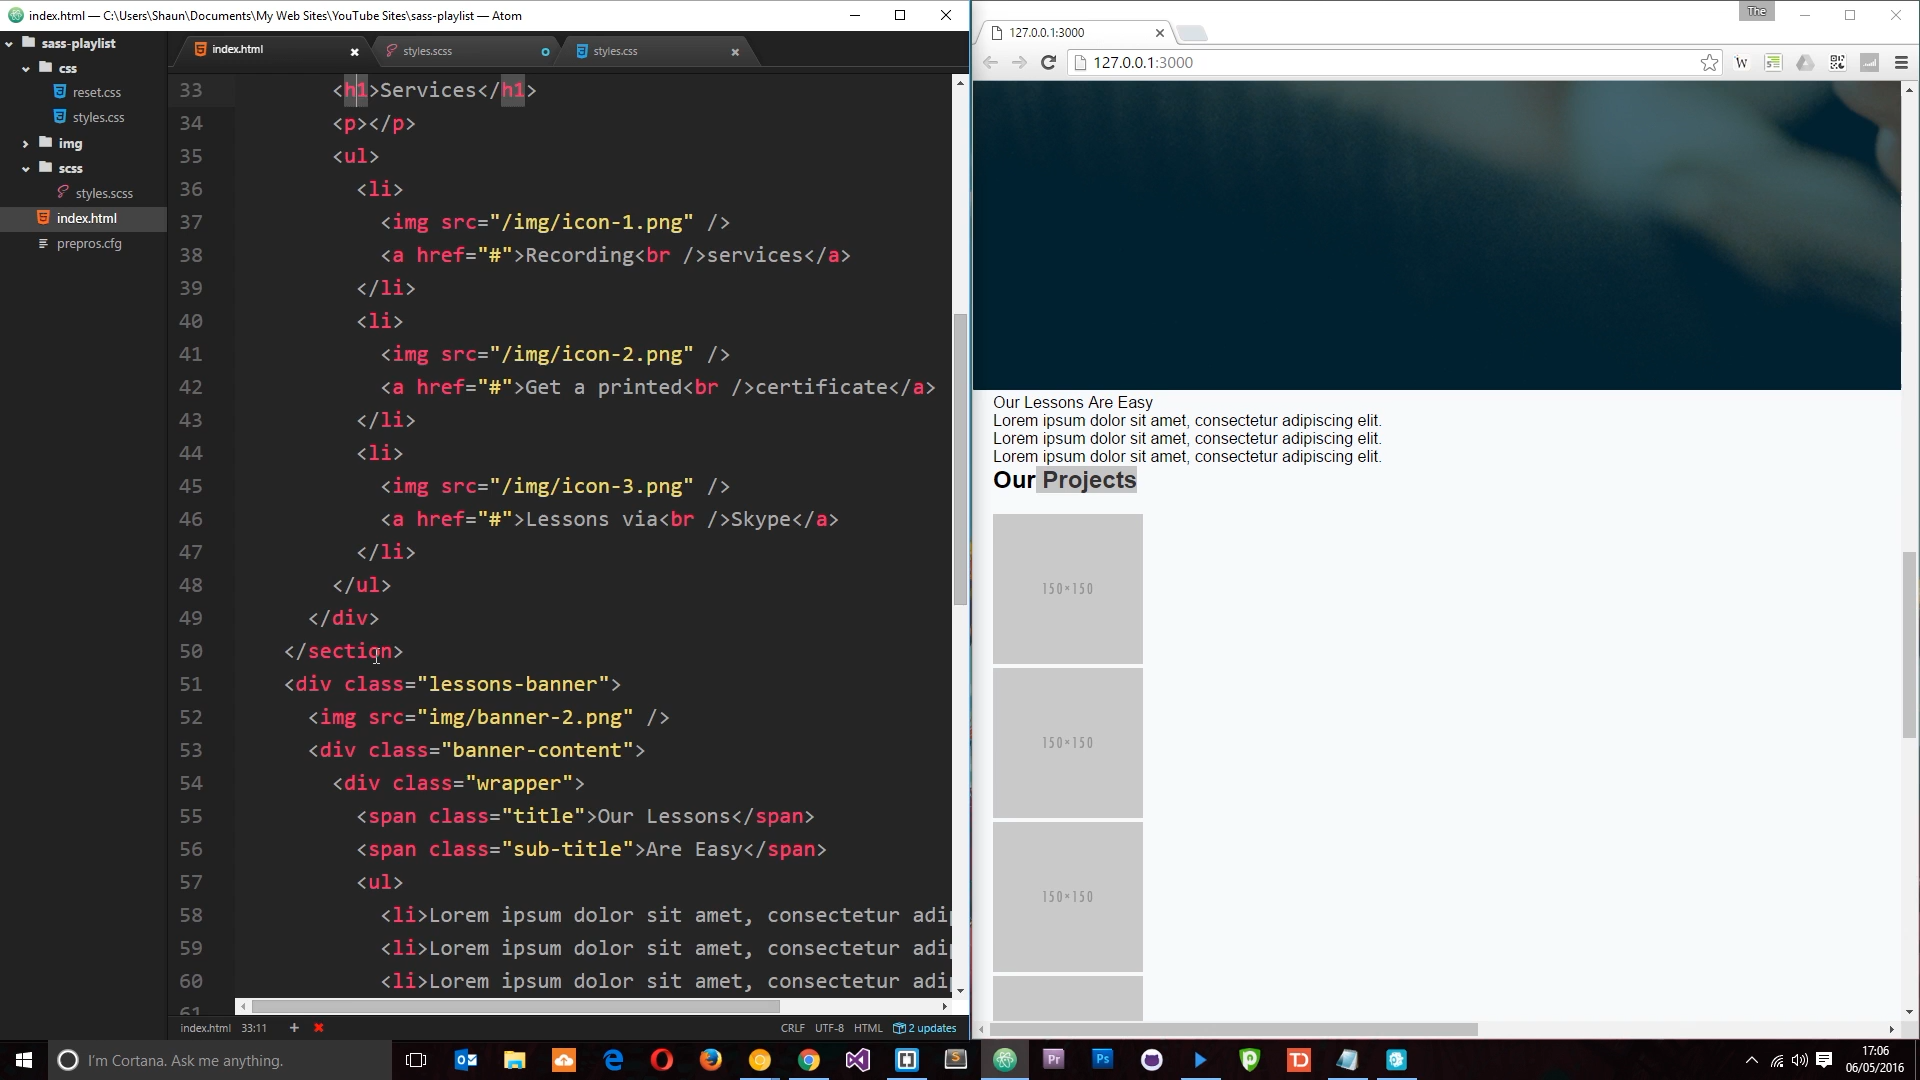 index.html — C:\Users\Shaun\Documents\My Web Sites\YouTube Sites\sass-playlist — Atom
sass-playlist
css
reset.css
styles.css
img
scss
styles.scss
index.html
prepros.cfg
index.html
styles.scss
styles.css
33 <h1>Services</h1>
34 <p></p>
35 <ul>
36 <li>
37 <img src="/img/icon-1.png" />
38 <a href="#">Recording<br />services</a>
39 </li>
40 <li>
41 <img src="/img/icon-2.png" />
42 <a href="#">Get a printed<br />certificate</a>
43 </li>
44 <li>
45 <img src="/img/icon-3.png" />
46 <a href="#">Lessons via<br />Skype</a>
47 </li>
48 </ul>
49 </div>
50 </section>
51 <div class="lessons-banner">
52 <img src="img/banner-2.png" />
53 <div class="banner-content">
54 <div class="wrapper">
55 <span class="title">Our Lessons</span>
56 <span class="sub-title">Are Easy</span>
57 <ul>
58 <li>Lorem ipsum dolor sit amet, consectetur adip
59 <li>Lorem ipsum dolor sit amet, consectetur adip
60 <li>Lorem ipsum dolor sit amet, consectetur adip
61
index.html 33:11 + CRLF UTF-8 HTML 2 updates
The
127.0.0.1:3000
127.0.0.1:3000
W
Our Lessons Are Easy
Lorem ipsum dolor sit amet, consectetur adipiscing elit.
Lorem ipsum dolor sit amet, consectetur adipiscing elit.
Lorem ipsum dolor sit amet, consectetur adipiscing elit.
Our Projects
150×150
150×150
150×150
I'm Cortana. Ask me anything.
Pr
Ps
TD
17:06
06/05/2016